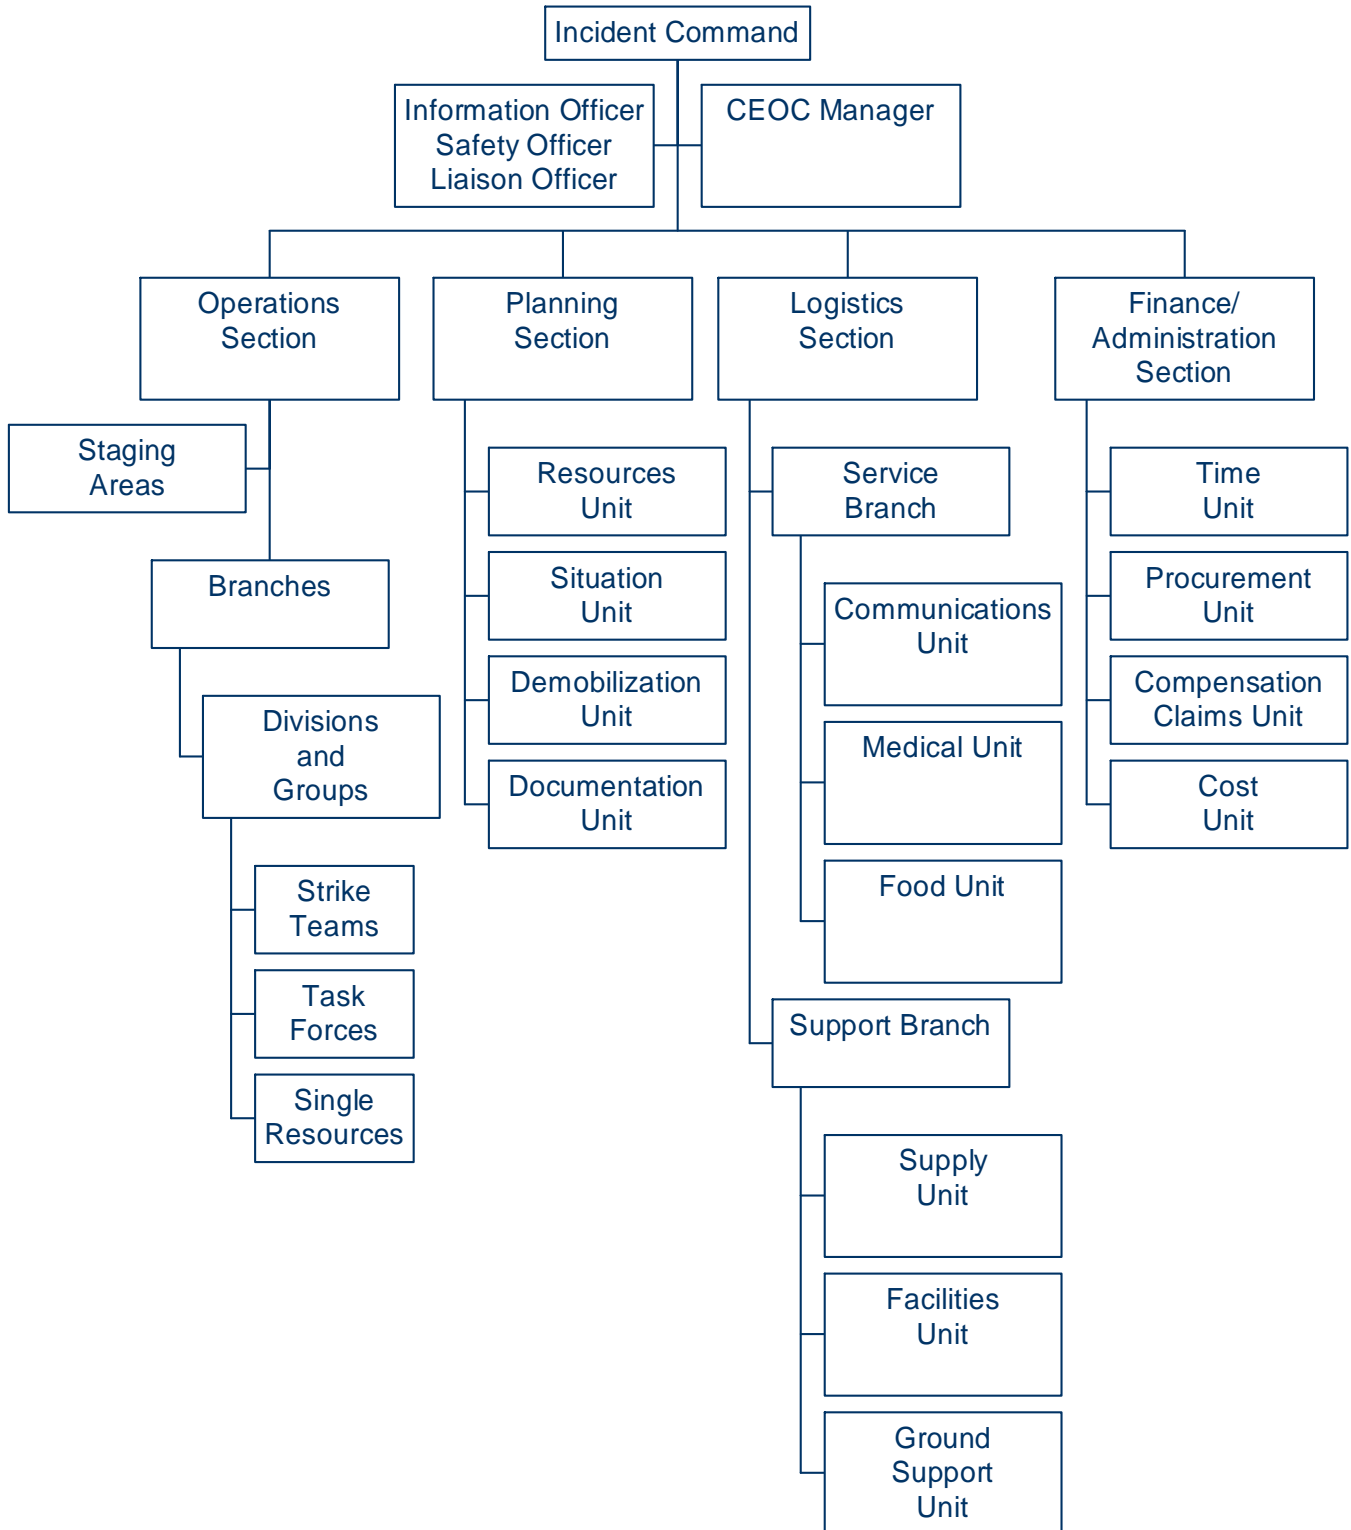 Incident Command
Information Officer
Safety Officer
Liaison Officer
CEOC Manager
Operations
Section
Planning
Section
Logistics
Section
Finance/
Administration
Section
Staging
Areas
Branches
Divisions
and
Groups
Strike
Teams
Task
Forces
Single
Resources
Resources
Unit
Situation
Unit
Demobilization
Unit
Documentation
Unit
Service
Branch
Communications
Unit
Medical Unit
Food Unit
Support Branch
Supply
Unit
Facilities
Unit
Ground
Support
Unit
Time
Unit
Procurement
Unit
Compensation
Claims Unit
Cost
Unit